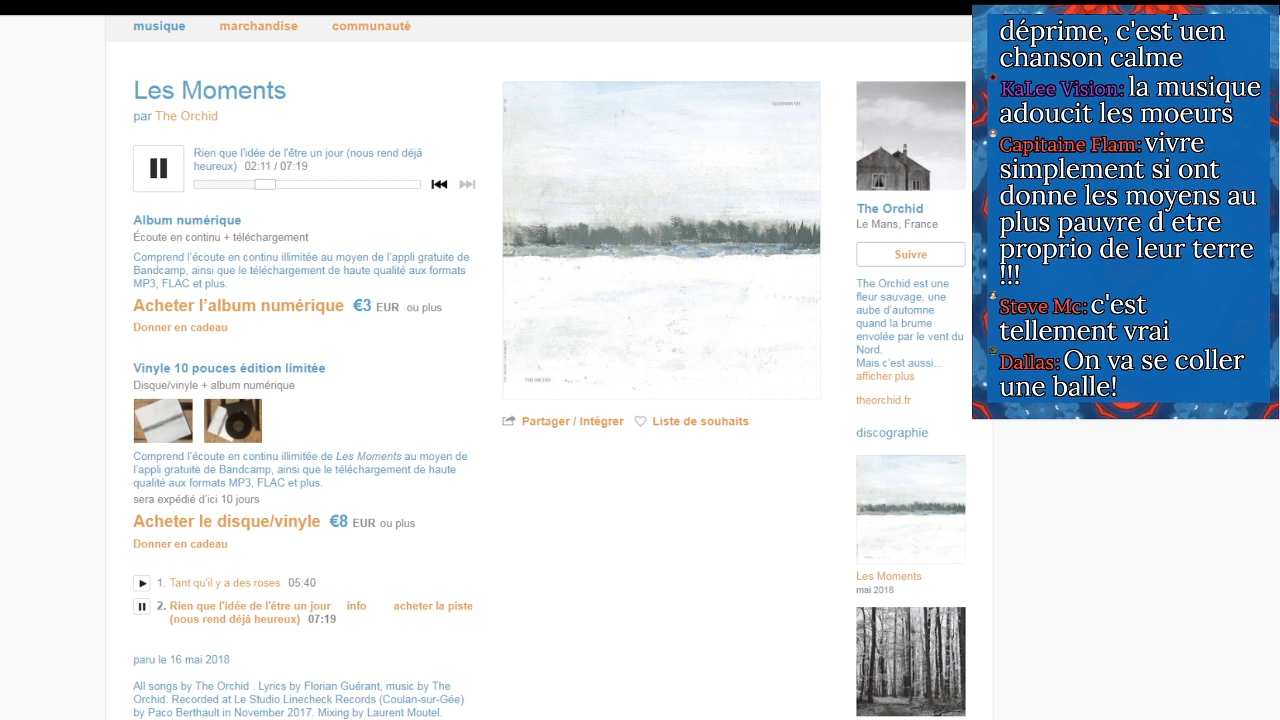 musique marchandise communauté
Les Moments
par The Orchid
Rien que l'idée de l'être un jour (nous rend déjà
heureux) 02:11 / 07:19
Album numérique
Écoute en continu + téléchargement
Comprend l'écoute en continu illimitée au moyen de l'appli gratuite de
Bandcamp, ainsi que le téléchargement de haute qualité aux formats
MP3, FLAC et plus.
Acheter l'album numérique €3 EUR ou plus
Donner en cadeau
Vinyle 10 pouces édition limitée
Disque/vinyle + album numérique
Comprend l'écoute en continu illimitée de Les Moments au moyen de
l'appli gratuite de Bandcamp, ainsi que le téléchargement de haute
qualité aux formats MP3, FLAC et plus.
sera expédié d'ici 10 jours
Acheter le disque/vinyle €8 EUR ou plus
Donner en cadeau
1. Tant qu'il y a des roses 05:40
2. Rien que l'idée de l'être un jour info acheter la piste
(nous rend déjà heureux) 07:19
paru le 16 mai 2018
All songs by The Orchid . Lyrics by Florian Guérant, music by The
Orchid. Recorded at Le Studio Linecheck Records (Coulan-sur-Gée)
by Paco Berthault in November 2017. Mixing by Laurent Moutel.
THE ORCHID
Partager / Intégrer Liste de souhaits
The Orchid
Le Mans, France
Suivre
The Orchid est une
fleur sauvage, une
aube d'automne
quand la brume
envolée par le vent du
Nord.
Mais c'est aussi...
afficher plus
theorchid.fr
discographie
Les Moments
mai 2018
déprime, c'est uen
chanson calme
KaLee Vision: la musique
adoucit les moeurs
Capitaine Flam: vivre
simplement si ont
donne les moyens au
plus pauvre d etre
proprio de leur terre
!!!
Steve Mc: c'est
tellement vrai
Dallas: On va se coller
une balle!